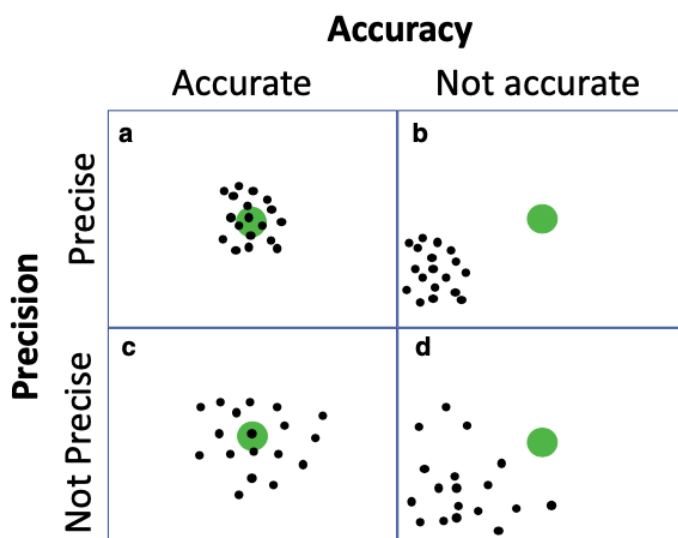 Accuracy
Accurate
Not accurate
Precision
Precise
a
b
Not Precise
c
d